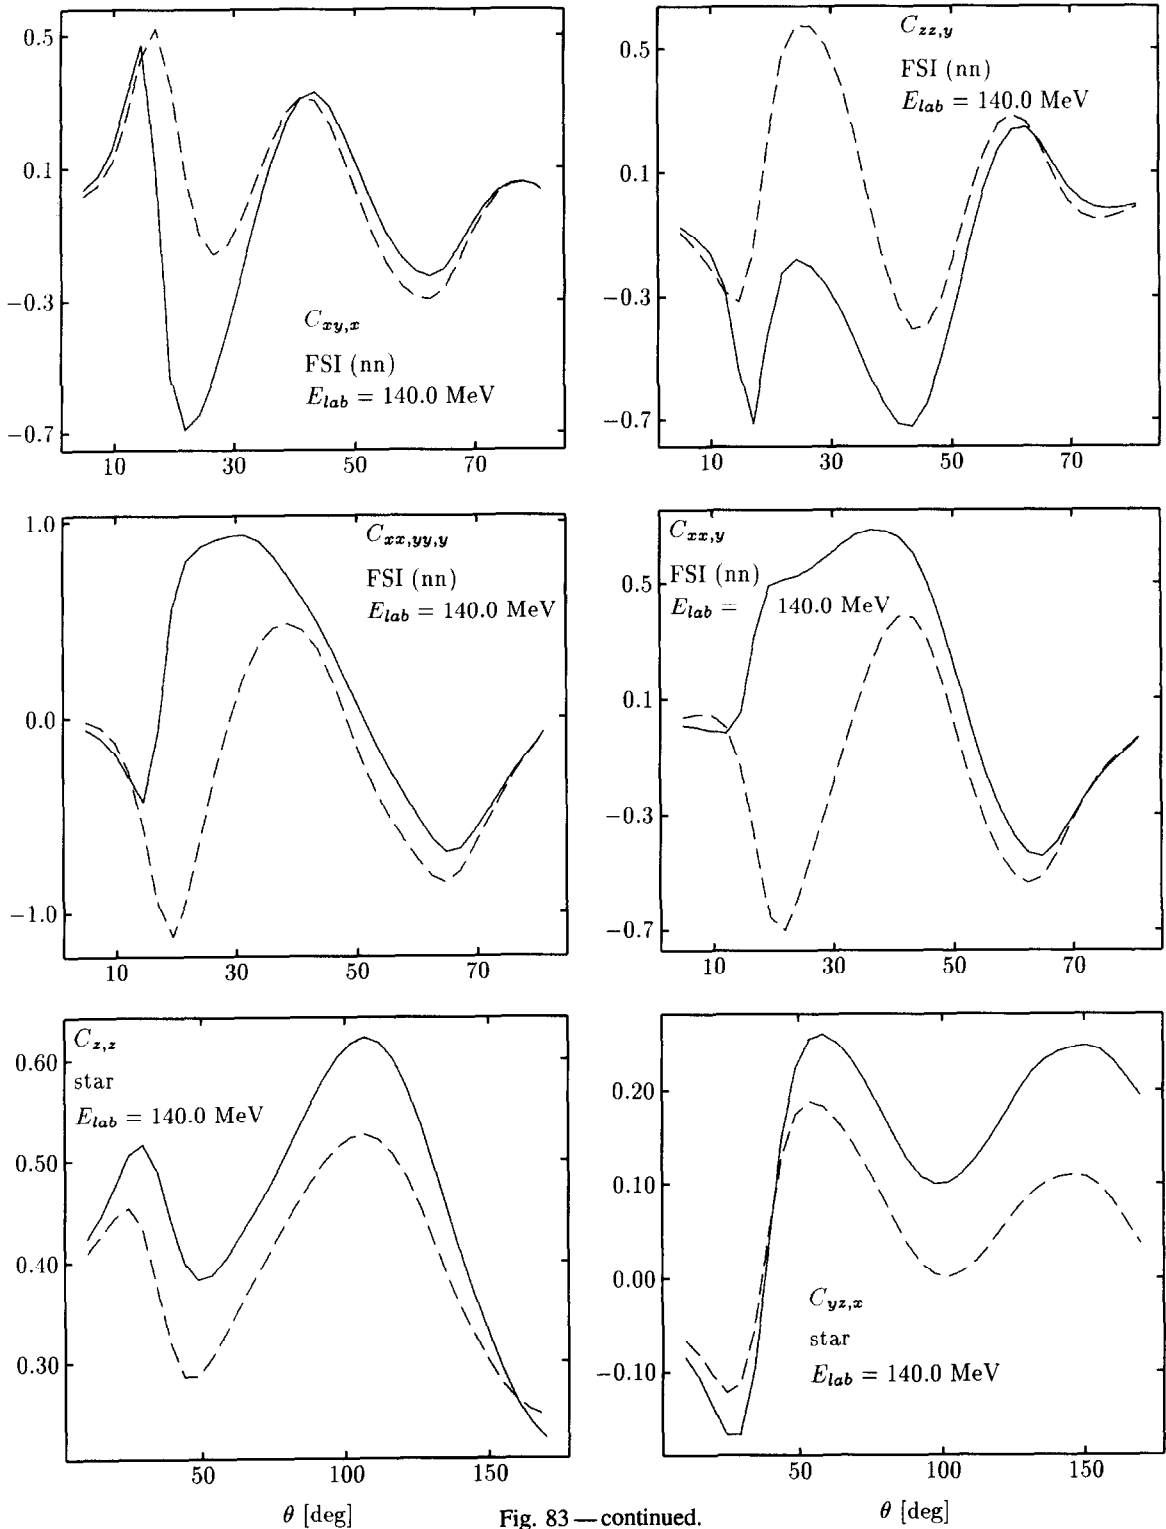 0.5
0.1
−0.3
−0.7
10
30
50
70
C_{xy,x}
FSI (nn)
E_{lab} = 140.0 MeV
0.5
0.1
−0.3
−0.7
10
30
50
70
C_{zz,y}
FSI (nn)
E_{lab} = 140.0 MeV
1.0
0.0
−1.0
10
30
50
70
C_{xx,yy,y}
FSI (nn)
E_{lab} = 140.0 MeV
0.5
0.1
−0.3
−0.7
10
30
50
70
C_{xx,y}
FSI (nn)
E_{lab} = 140.0 MeV
0.60
0.50
0.40
0.30
50
100
150
C_{z,z}
star
E_{lab} = 140.0 MeV
θ [deg]
0.20
0.10
0.00
−0.10
50
100
150
C_{yz,x}
star
E_{lab} = 140.0 MeV
θ [deg]
Fig. 83—continued.